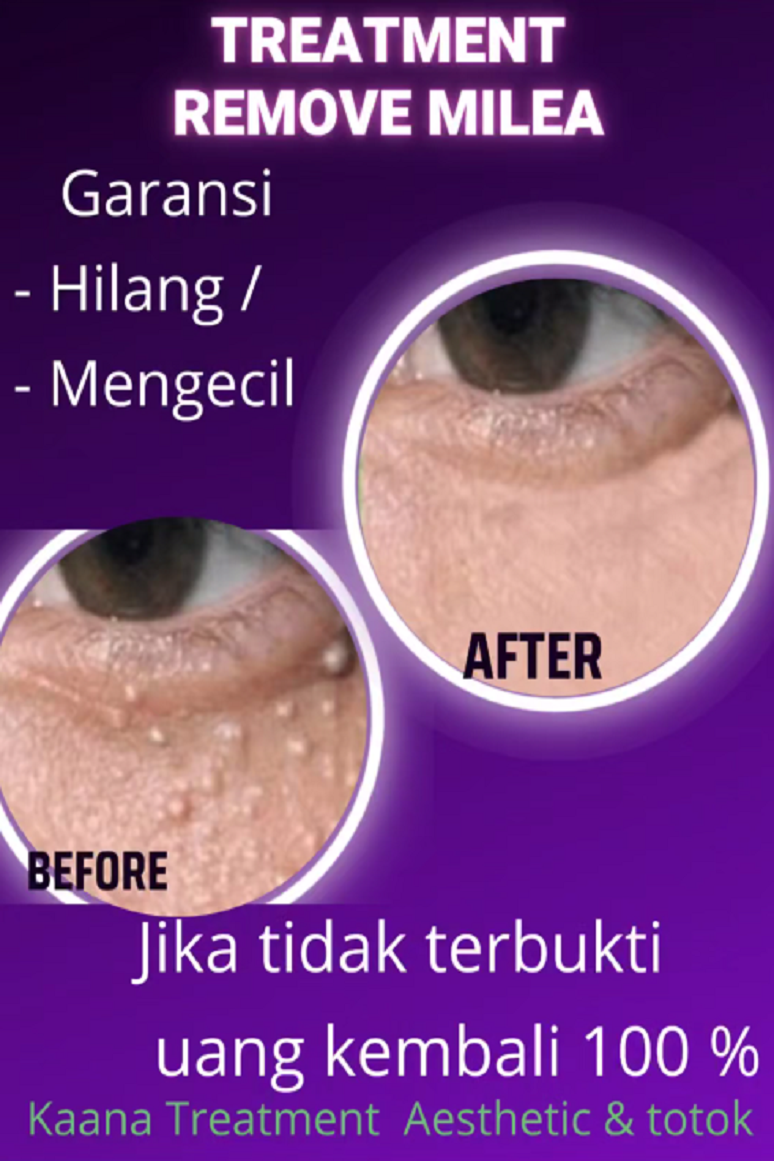 TREATMENT
REMOVE MILEA
Garansi
- Hilang /
- Mengecil
AFTER
BEFORE
Jika tidak terbukti
uang kembali 100 %
Kaana Treatment Aesthetic & totok